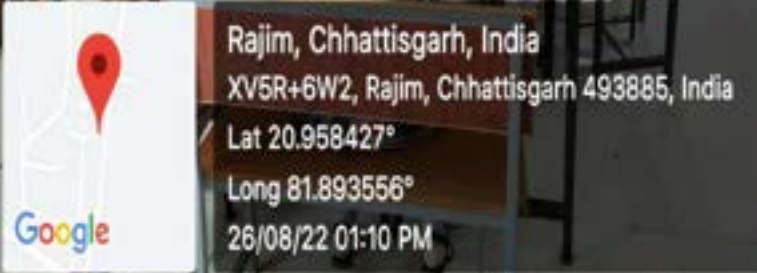 Rajim, Chhattisgarh, India
XV5R+6W2, Rajim, Chhattisgarh 493885, India
Lat 20.958427°
Long 81.893556°
26/08/22 01:10 PM
Google